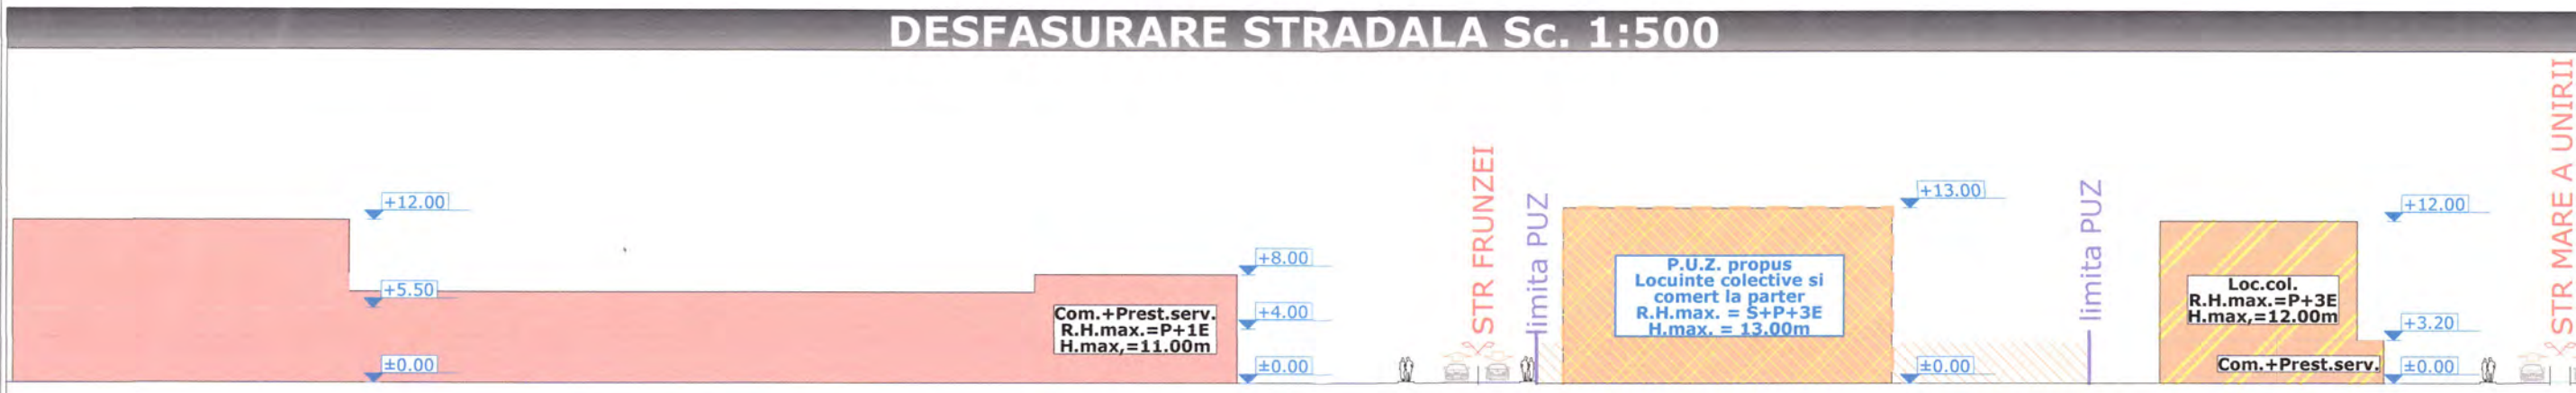 DESFASURARE STRADALA Sc. 1:500
+12.00
+5.50
±0.00
Com.+Prest.serv.
R.H.max.=P+1E
H.max,=11.00m
+8.00
+4.00
±0.00
STR FRUNZEI
limita PUZ
P.U.Z. propus
Locuinte colective si
comert la parter
R.H.max. = S+P+3E
H.max. = 13.00m
+13.00
±0.00
limita PUZ
Loc.col.
R.H.max.=P+3E
H.max,=12.00m
Com.+Prest.serv.
+12.00
+3.20
±0.00
STR MARE A UNIRII